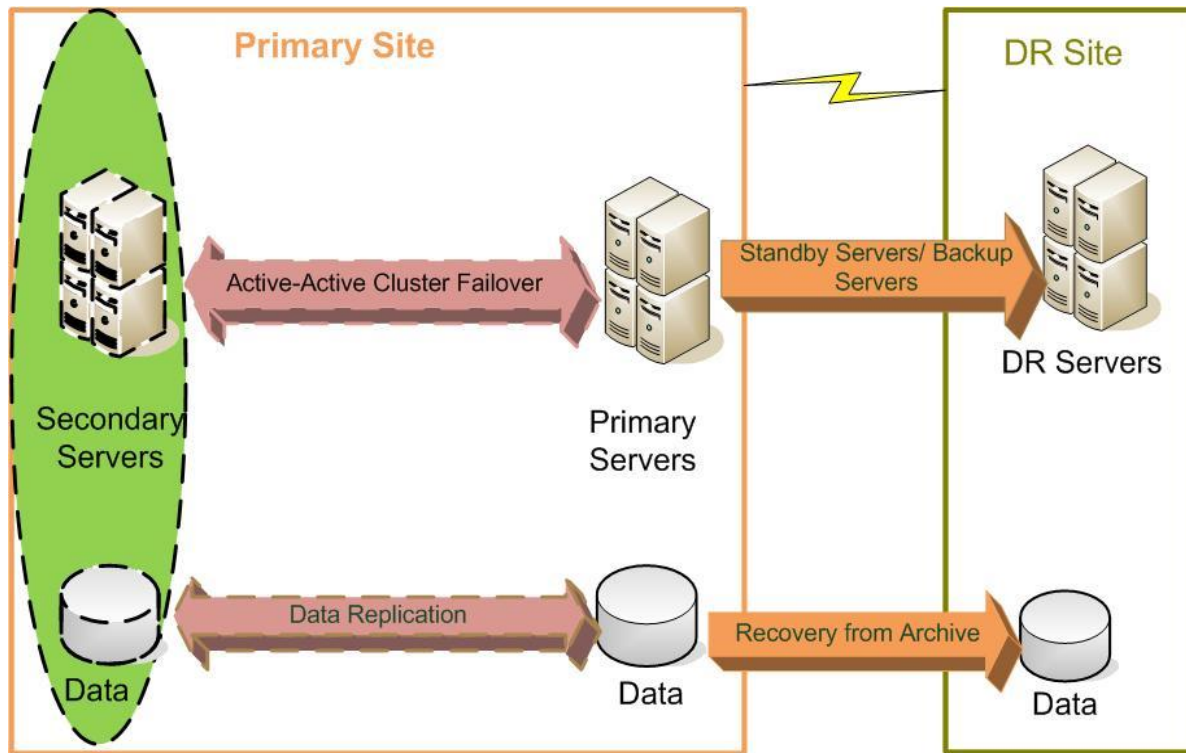 Primary Site
DR Site
Active-Active Cluster Failover
Standby Servers/ Backup
Servers
DR Servers
Secondary
Servers
Primary
Servers
Data Replication
Recovery from Archive
Data
Data
Data